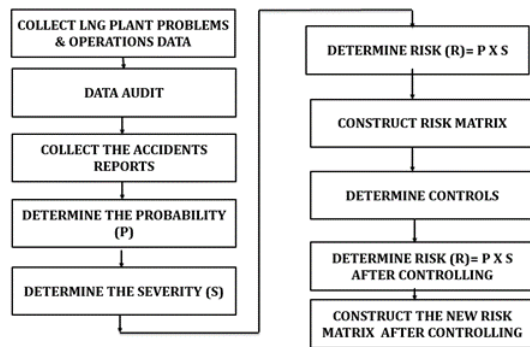 COLLECT LNG PLANT PROBLEMS
& OPERATIONS DATA
DATA AUDIT
COLLECT THE ACCIDENTS
REPORTS
DETERMINE THE PROBABILITY
(P)
DETERMINE THE SEVERITY (S)
DETERMINE RISK (R)= P X S
CONSTRUCT RISK MATRIX
DETERMINE CONTROLS
DETERMINE RISK (R)= P X S
AFTER CONTROLLING
CONSTRUCT THE NEW RISK
MATRIX AFTER CONTROLLING